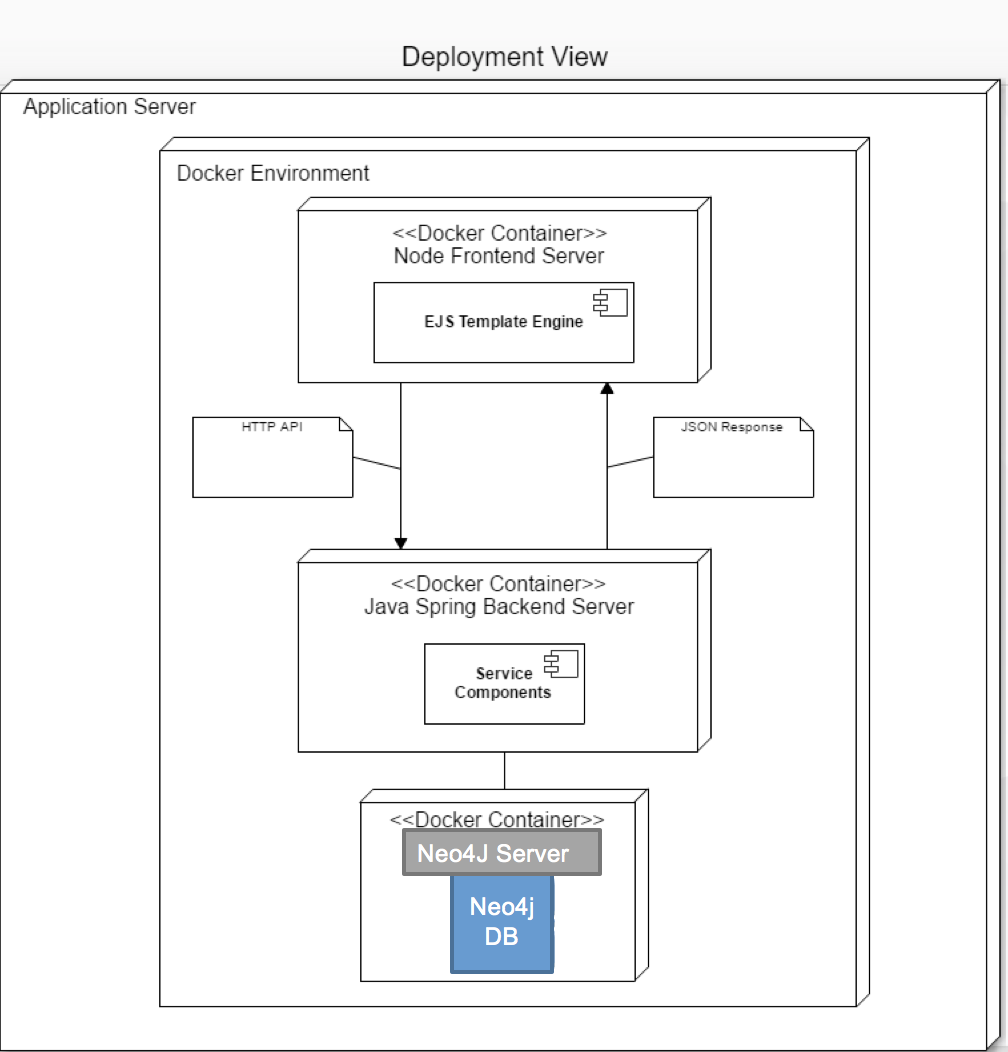 Deployment View
Application Server
Docker Environment
<<Docker Container>>
Node Frontend Server
EJS Template Engine
HTTP API
JSON Response
<<Docker Container>>
Java Spring Backend Server
Service
Components
<<Docker Container>>
Neo4J Server
Neo4j
DB